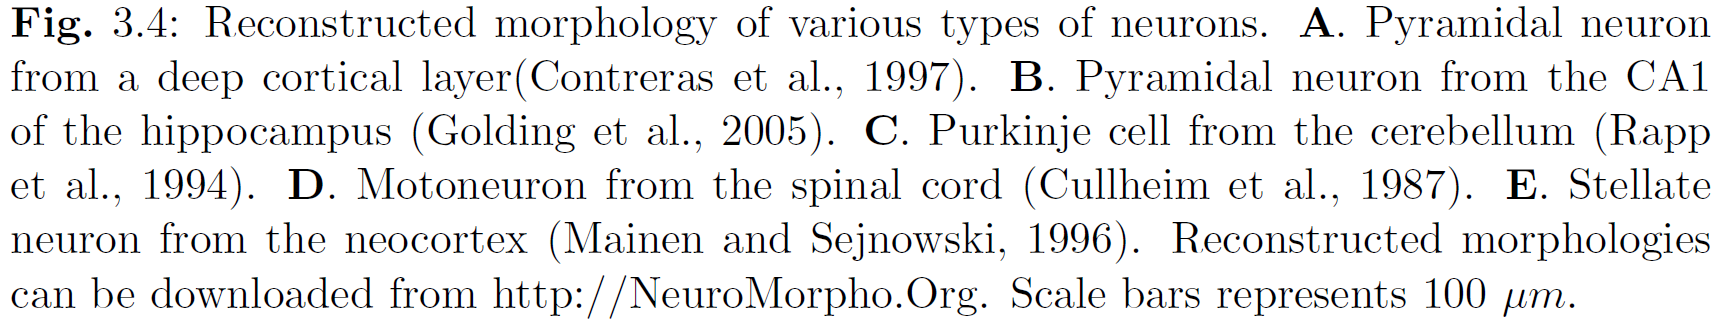 Fig. 3.4: Reconstructed morphology of various types of neurons. A. Pyramidal neuron
from a deep cortical layer(Contreras et al., 1997). B. Pyramidal neuron from the CA1
of the hippocampus (Golding et al., 2005). C. Purkinje cell from the cerebellum (Rapp
et al., 1994). D. Motoneuron from the spinal cord (Cullheim et al., 1987). E. Stellate
neuron from the neocortex (Mainen and Sejnowski, 1996). Reconstructed morphologies
can be downloaded from http://NeuroMorpho.Org. Scale bars represents 100 μm.